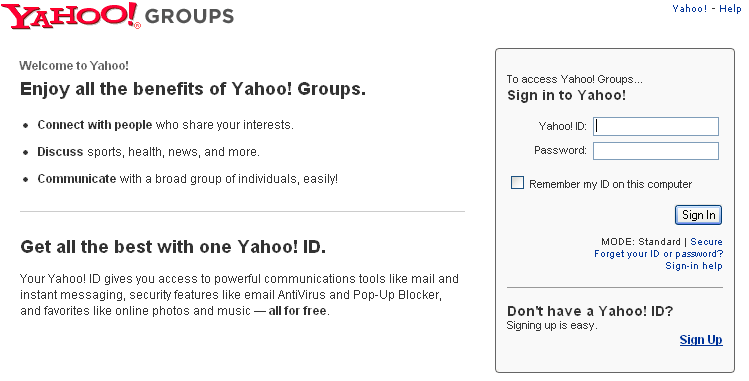 YAHOO! GROUPS
Yahoo! - Help
Welcome to Yahoo!
Enjoy all the benefits of Yahoo! Groups.
Connect with people who share your interests.
Discuss sports, health, news, and more.
Communicate with a broad group of individuals, easily!
Get all the best with one Yahoo! ID.
Your Yahoo! ID gives you access to powerful communications tools like mail and
instant messaging, security features like email AntiVirus and Pop-Up Blocker,
and favorites like online photos and music — all for free.
To access Yahoo! Groups...
Sign in to Yahoo!
Yahoo! ID:
Password:
Remember my ID on this computer
Sign In
MODE: Standard | Secure
Forget your ID or password?
Sign-in help
Don't have a Yahoo! ID?
Signing up is easy.
Sign Up